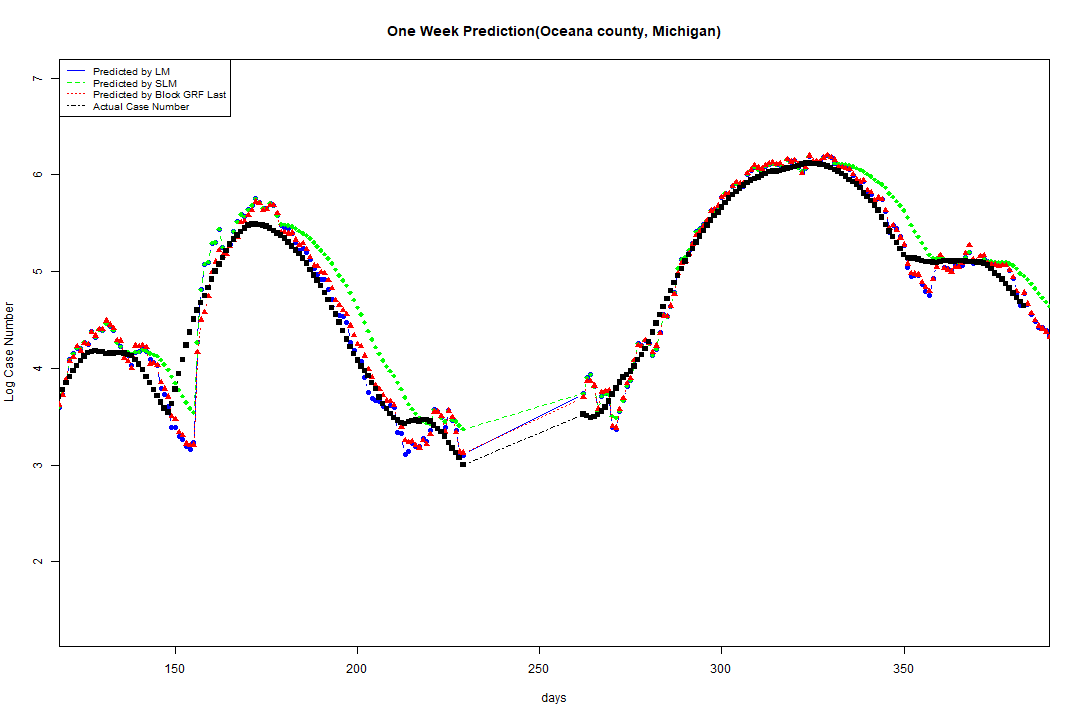 One Week Prediction(Oceana county, Michigan)
Predicted by LM
Predicted by SLM
Predicted by Block GRF Last
Actual Case Number
7
6
5
4
3
2
Log Case Number
150 200 250 300 350
days